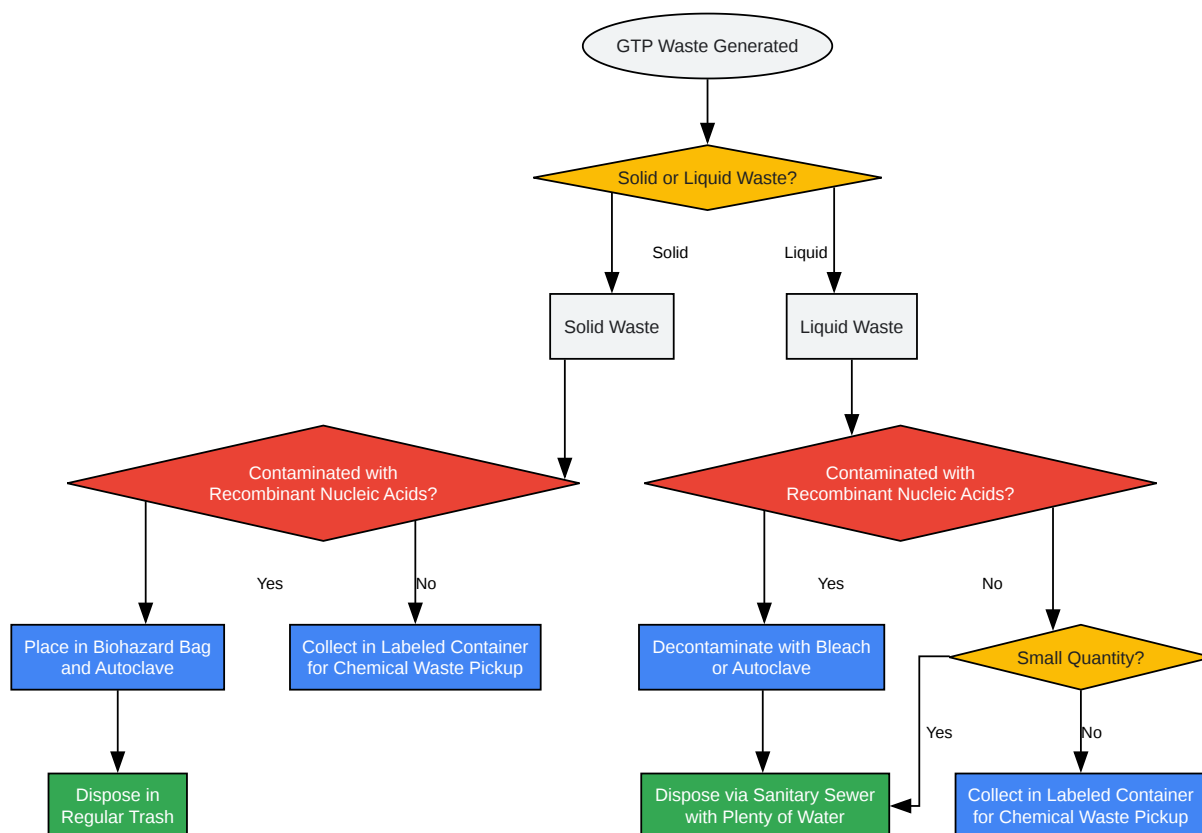 GTP Waste Generated
Solid or Liquid Waste?
Solid
Liquid
Solid Waste
Liquid Waste
Contaminated with
Recombinant Nucleic Acids?
Contaminated with
Recombinant Nucleic Acids?
Yes
No
Yes
No
Place in Biohazard Bag
and Autoclave
Collect in Labeled Container
for Chemical Waste Pickup
Decontaminate with Bleach
or Autoclave
Small Quantity?
Yes
No
Dispose in
Regular Trash
Dispose via Sanitary Sewer
with Plenty of Water
Collect in Labeled Container
for Chemical Waste Pickup